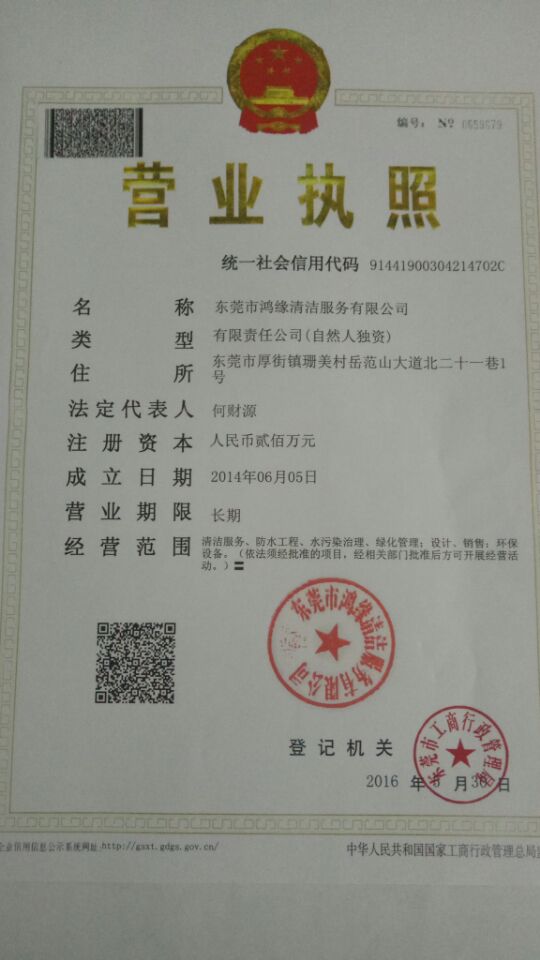 编号： №  0659679
营业执照
统一社会信用代码 91441900304214702C
名称 东莞市鸿缘清洁服务有限公司
类型 有限责任公司(自然人独资)
住所 东莞市厚街镇珊美村岳范山大道北二十一巷1
号
法定代表人 何财源
注册资本 人民币贰佰万元
成立日期 2014年06月05日
营业期限 长期
经营范围 清洁服务、防水工程、水污染治理、绿化管理；设计、销售：环保
设备。（依法须经批准的项目，经相关部门批准后方可开展经营活
动。）〓
东莞市鸿缘清洁服务有限公司
登记机关
东莞市工商行政管理局
2016 年 月 30 日
企业信用信息公示系统网址：http://gsxt.gdgs.gov.cn/
中华人民共和国国家工商行政管理总局